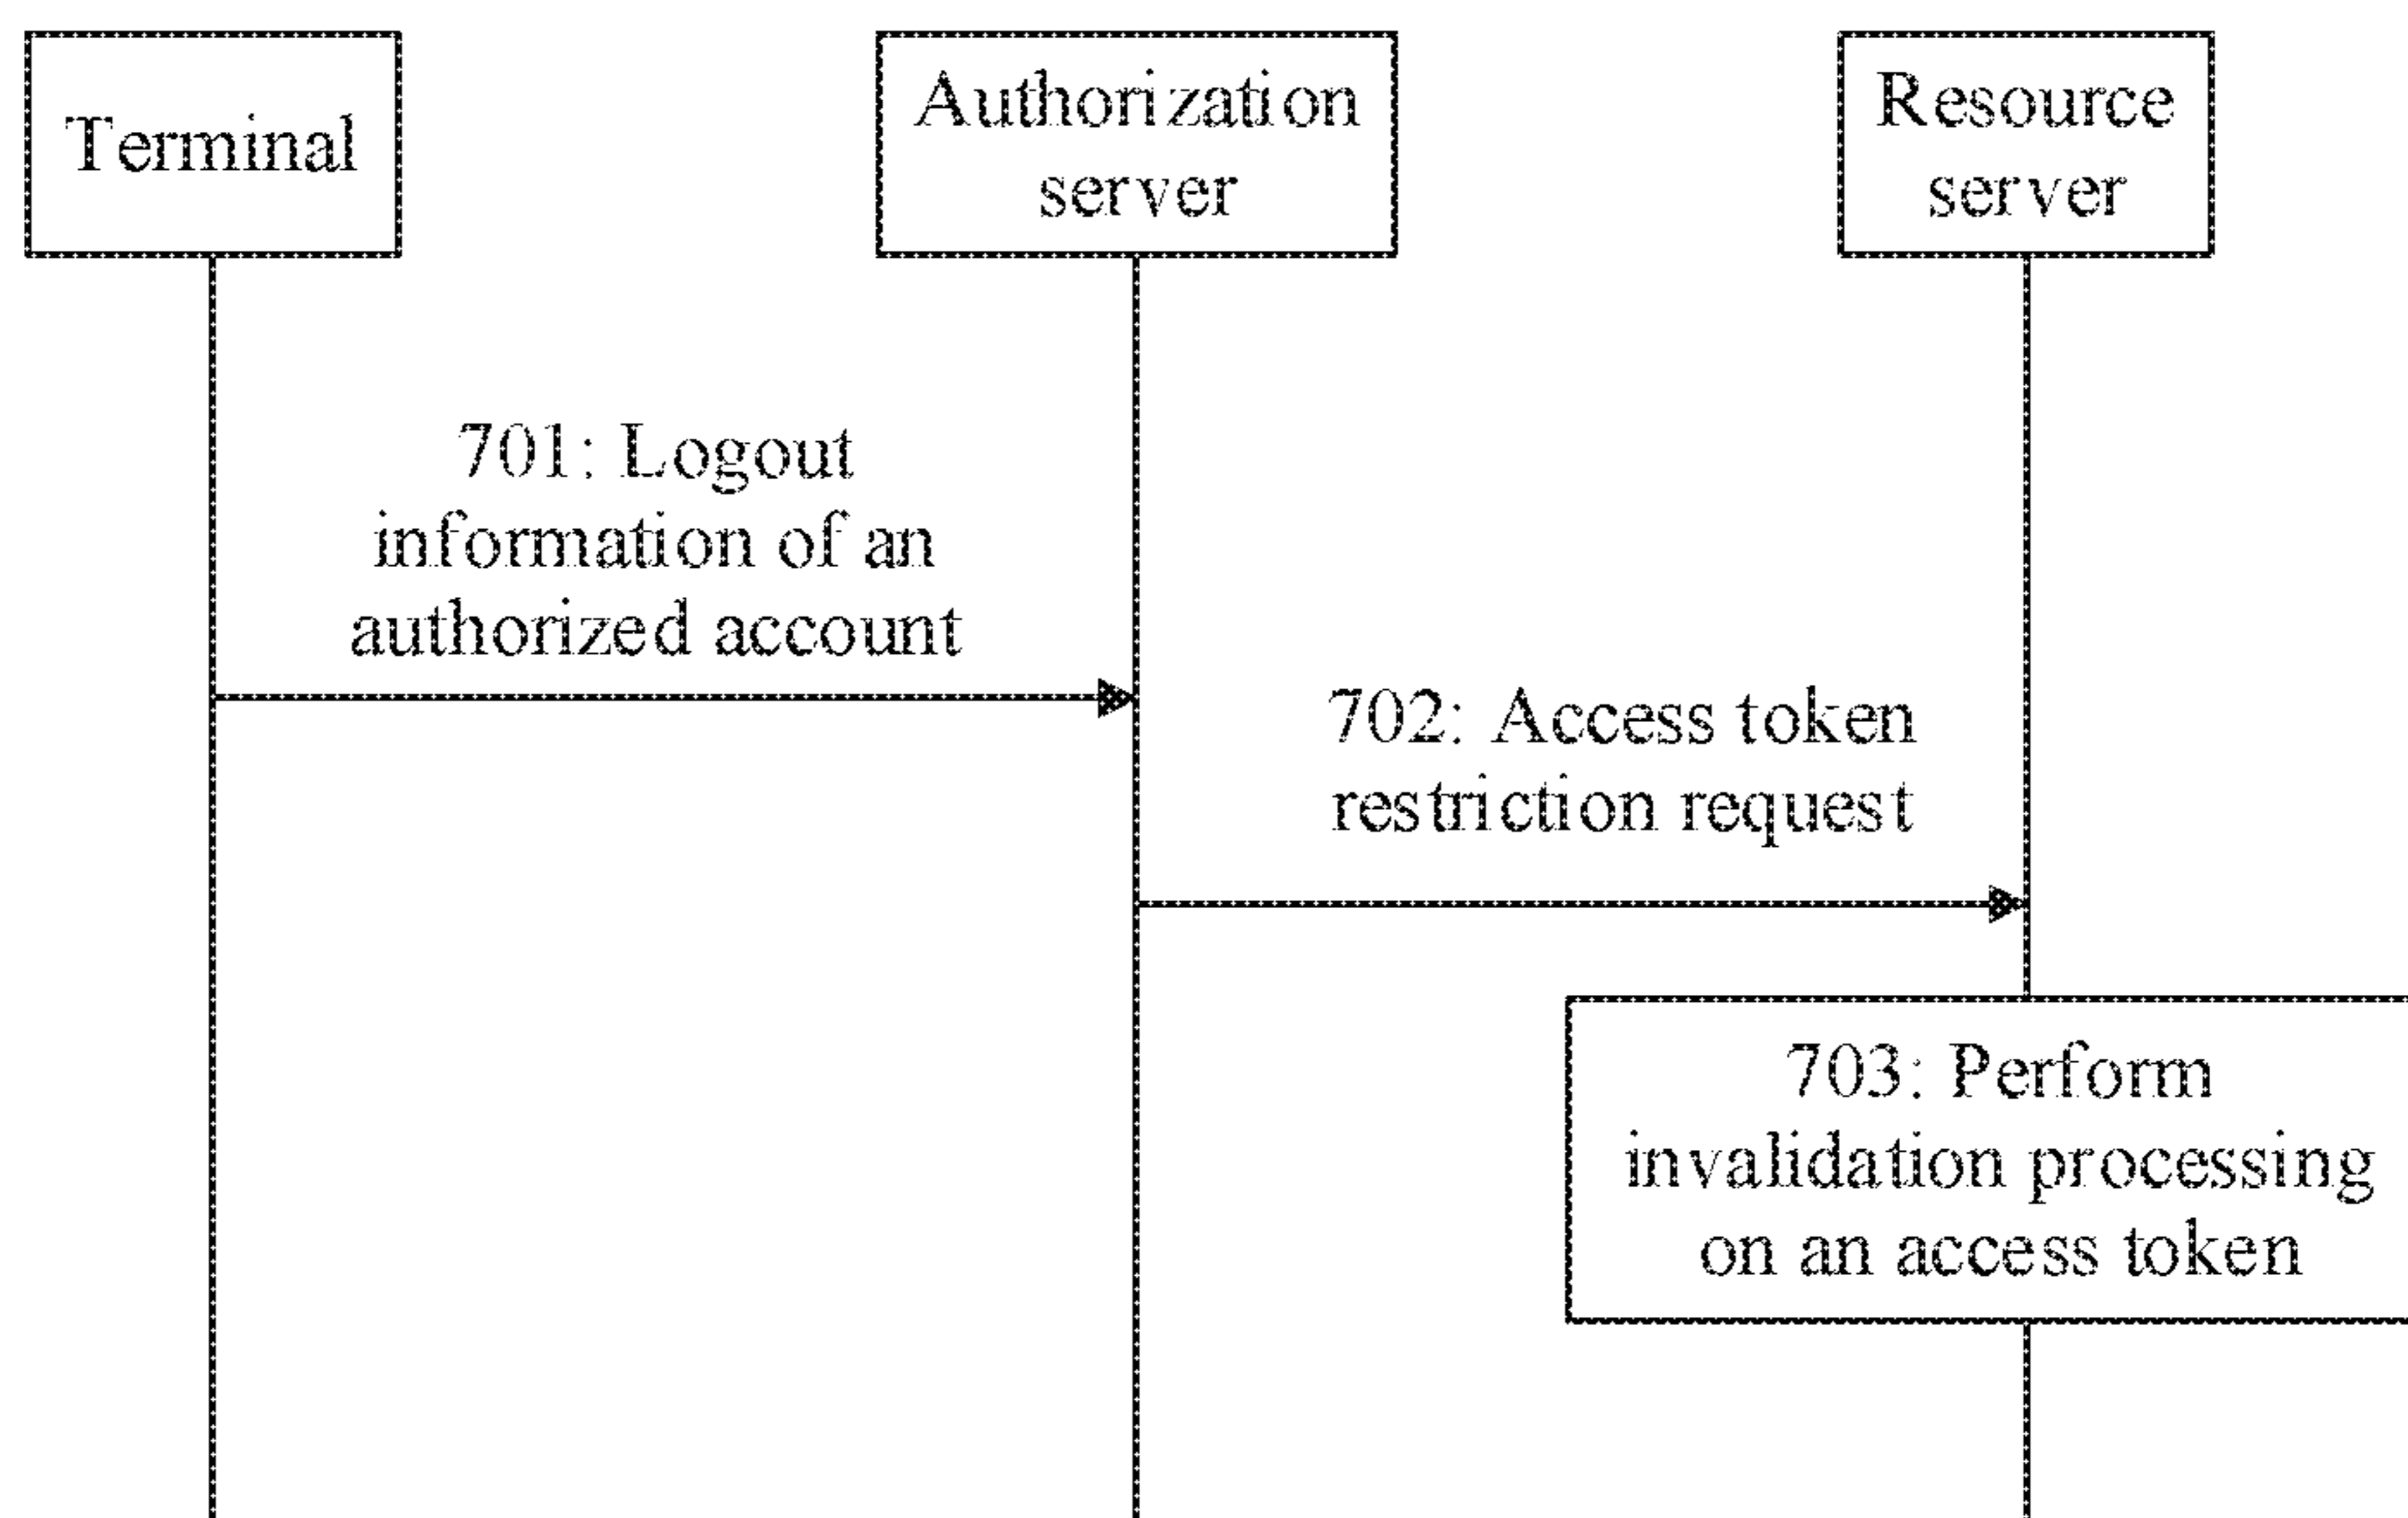 Terminal
Authorization
server
Resource
server
701: Logout
information of an
authorized account
702: Access token
restriction request
703: Perform
invalidation processing
on an access token